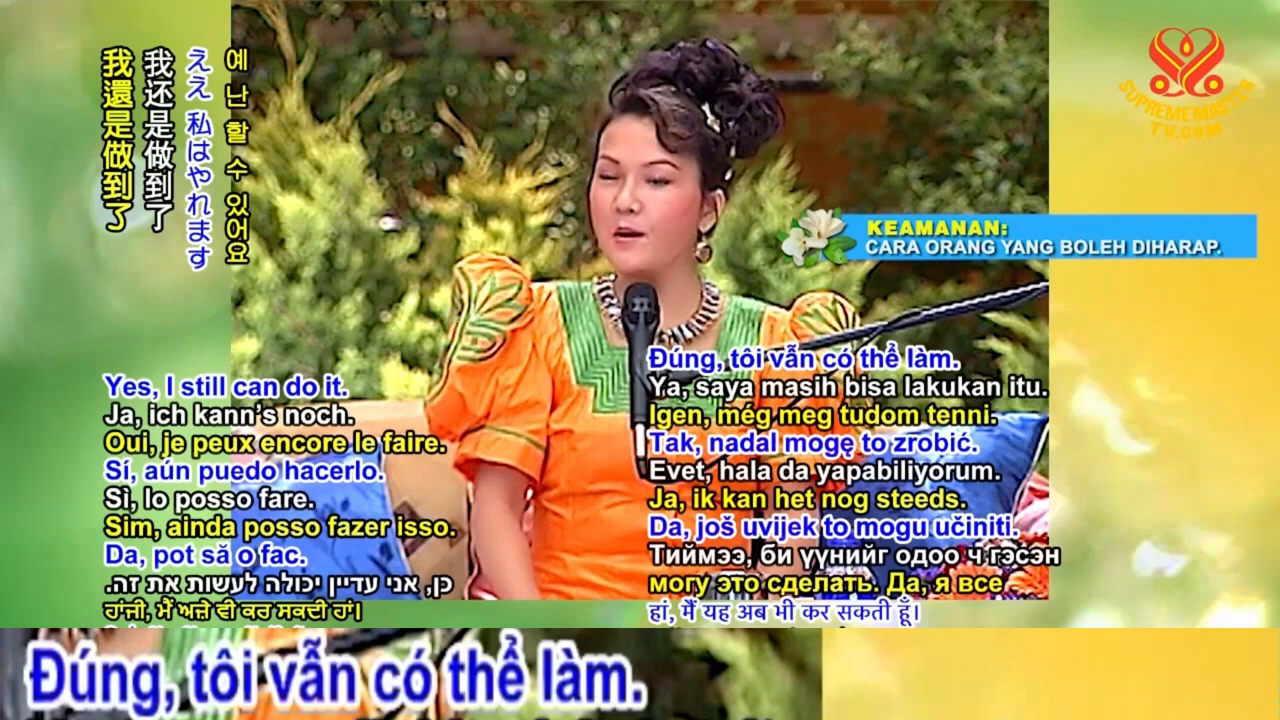 我還是做到了
我还是做到了
ええ 私はやれます
예 난 할 수 있어요
SUPREME MASTER
TV.COM
KEAMANAN:
CARA ORANG YANG BOLEH DIHARAP.
Yes, I still can do it.
Ja, ich kann's noch.
Oui, je peux encore le faire.
Sí, aún puedo hacerlo.
Sì, lo posso fare.
Sim, ainda posso fazer isso.
Da, pot să o fac.
כן, אני עדיין יכולה לעשות את זה.
ਹਾਂਜੀ, ਮੈਂ ਅਜੇ ਵੀ ਕਰ ਸਕਦੀ ਹਾਂ।
Đúng, tôi vẫn có thể làm.
Ya, saya masih bisa lakukan itu.
Igen, még meg tudom tenni.
Tak, nadal mogę to zrobić.
Evet, hala da yapabiliyorum.
Ja, ik kan het nog steeds.
Da, još uvijek to mogu učiniti.
Тиймээ, би үүнийг одоо ч гэсэн
могу это сделать. Да, я все
हां, मैं यह अब भी कर सकती हूँ।
Đúng, tôi vẫn có thể làm.